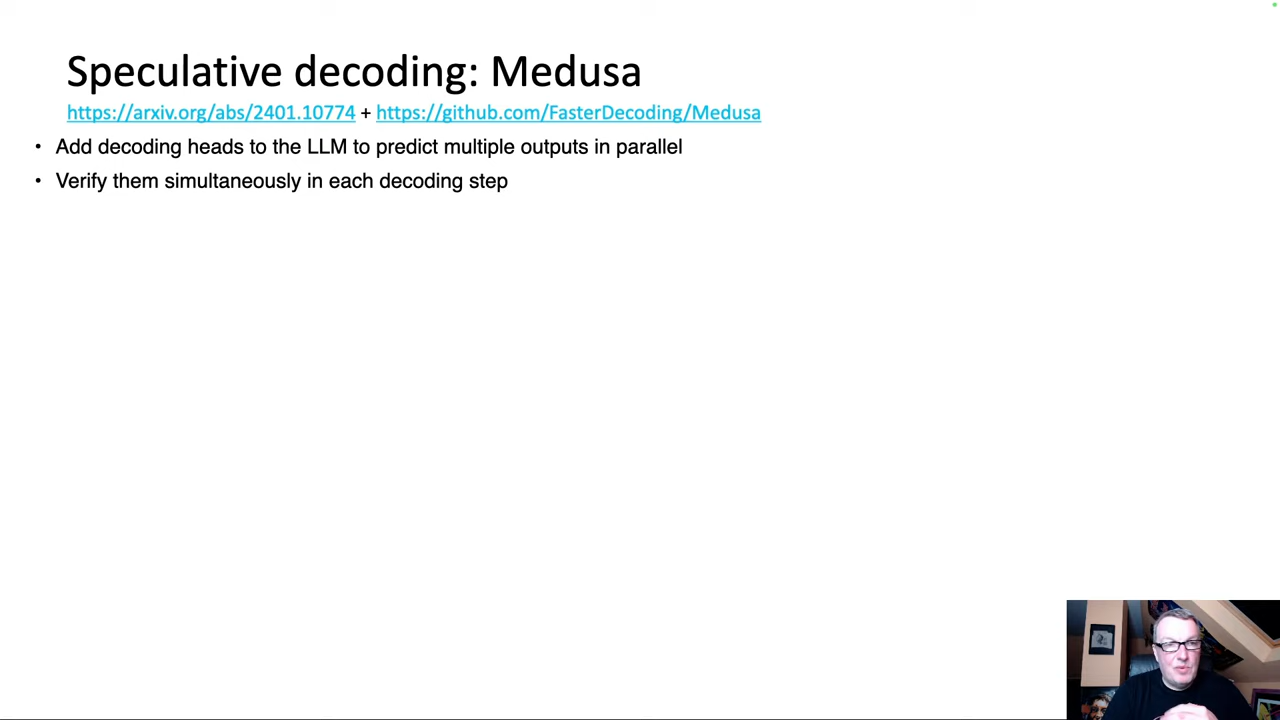 Speculative decoding: Medusa
https://arxiv.org/abs/2401.10774 + https://github.com/FasterDecoding/Medusa
• Add decoding heads to the LLM to predict multiple outputs in parallel
• Verify them simultaneously in each decoding step